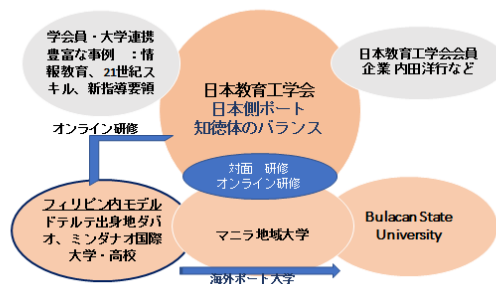 学会員・大学連携
豊富な事例　：情
報教育、21世紀ス
キル、新指導要領
日本教育工学会
日本側ポート
知徳体のバランス
日本教育工学会会員
企業 内田洋行など
オンライン研修
対面　研修
オンライン研修
フィリピン内モデル
ドテルテ出身地ダバ
オ、ミンダナオ国際
大学・高校
マニラ地域大学
Bulacan State
University
海外ポート大学